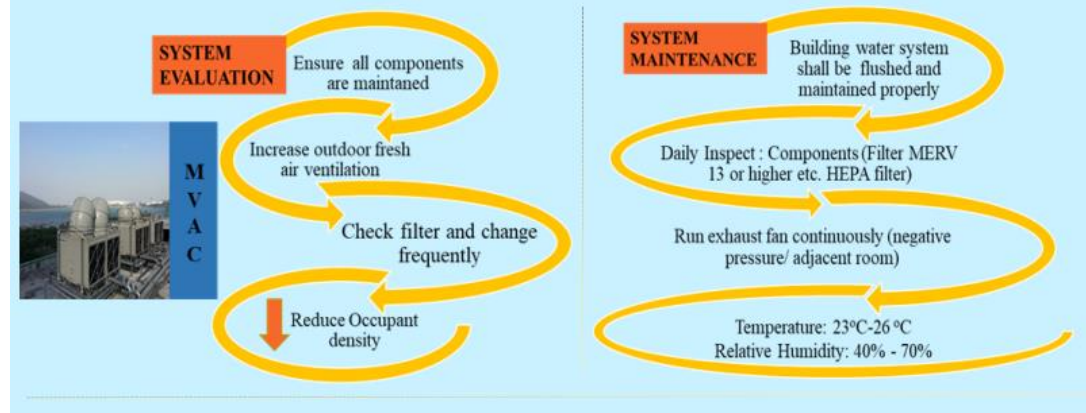 SYSTEM
EVALUATION
Ensure all components
are maintaned
Increase outdoor fresh
air ventilation
Check filter and change
frequently
Reduce Occupant
density
M
V
A
C
SYSTEM
MAINTENANCE
Building water system
shall be flushed and
maintained properly
Daily Inspect : Components (Filter MERV
13 or higher etc. HEPA filter)
Run exhaust fan continuously (negative
pressure/ adjacent room)
Temperature: 23°C-26 °C
Relative Humidity: 40% - 70%